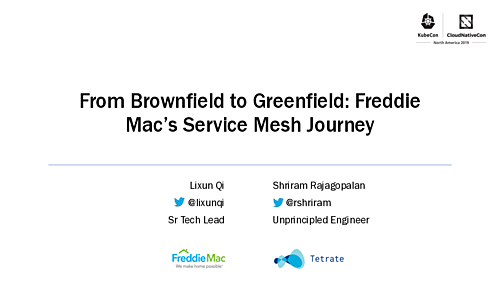 KubeCon
CloudNativeCon
North America 2019
From Brownfield to Greenfield: Freddie
Mac's Service Mesh Journey
Lixun Qi
@lixunqi
Sr Tech Lead
Shriram Rajagopalan
@rshriram
Unprincipled Engineer
FreddieMac
We make home possible®
Tetrate